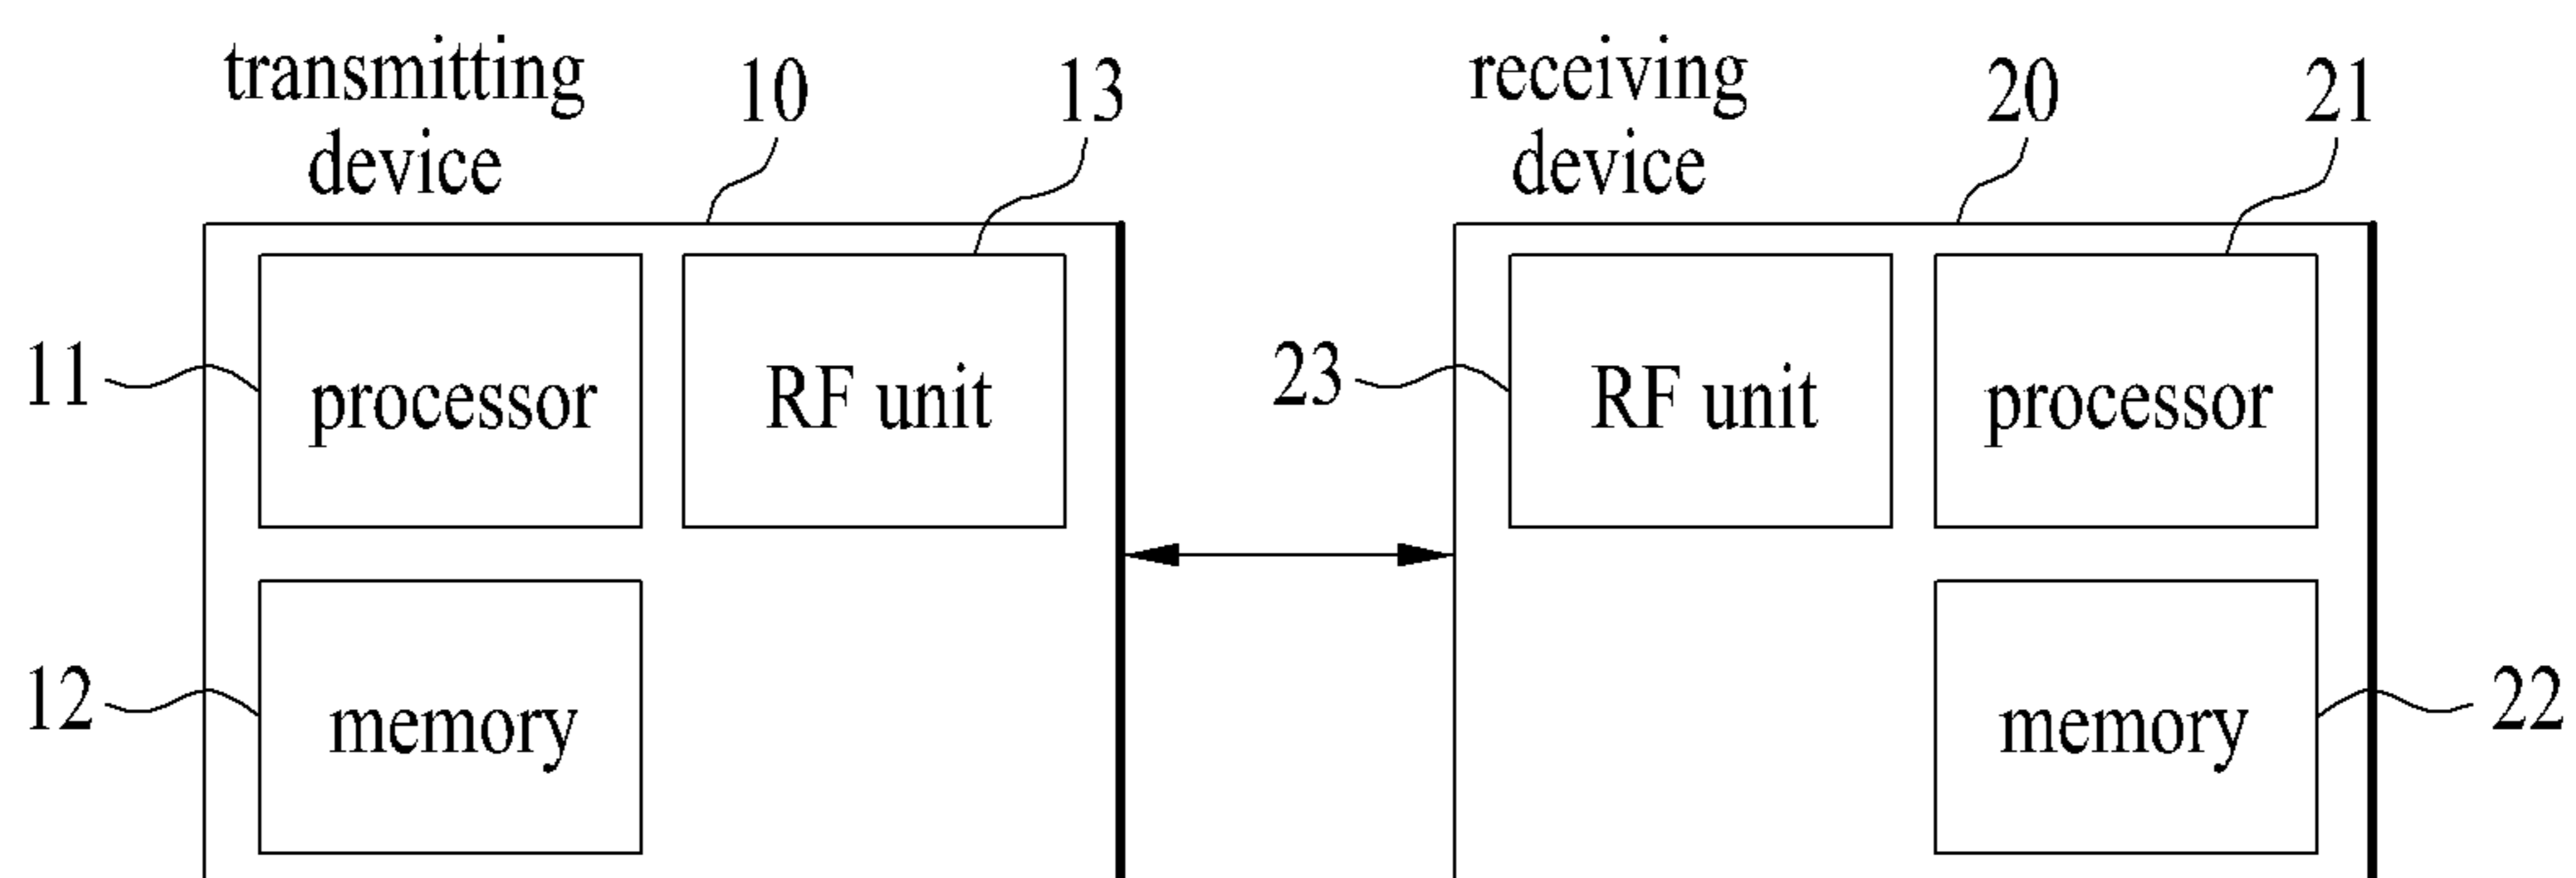 transmitting
device
10
13
receiving
device
20
21
11
processor
RF unit
23
RF unit
processor
12
memory
memory
22